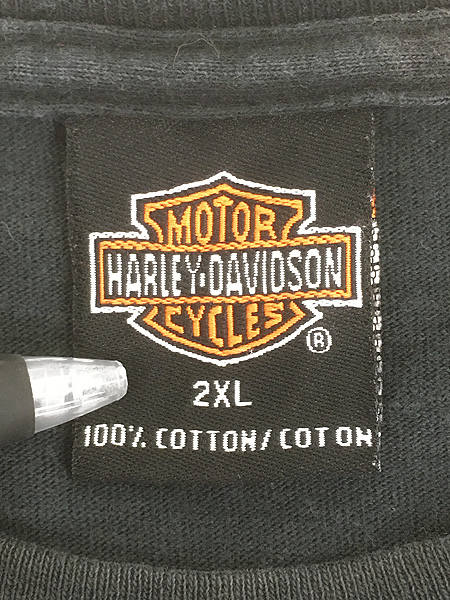 MOTOR
HARLEY-DAVIDSON
CYCLES
®
2XL
100% COTTON/COTON